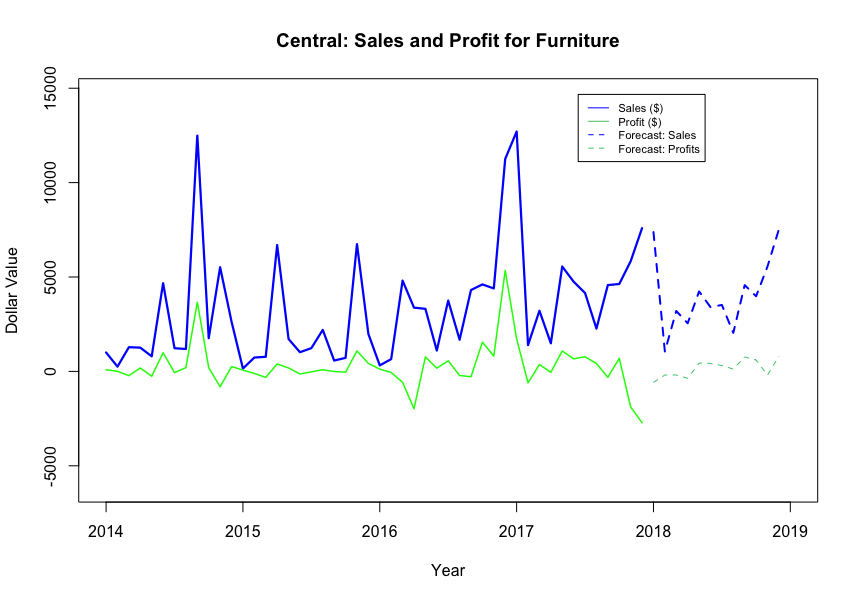 Central: Sales and Profit for Furniture
15000
10000
5000
0
-5000
Dollar Value
Sales ($)
Profit ($)
Forecast: Sales
Forecast: Profits
2014
2015
2016
2017
2018
2019
Year